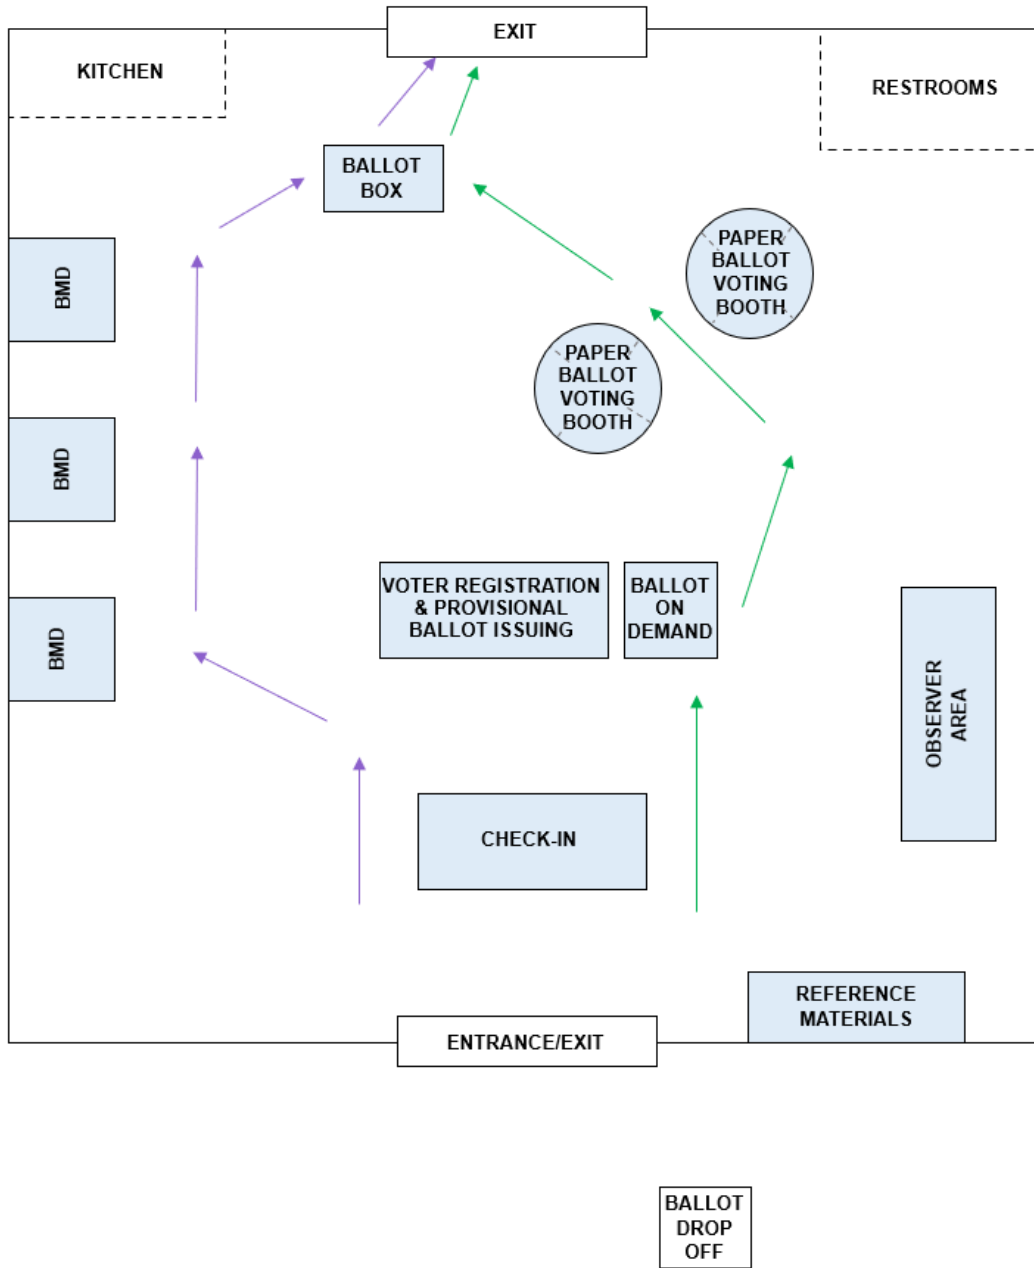 EXIT
KITCHEN
RESTROOMS
BALLOT
BOX
PAPER
BALLOT
VOTING
BOOTH
BMD
PAPER
BALLOT
VOTING
BOOTH
BMD
VOTER REGISTRATION
& PROVISIONAL
BALLOT ISSUING
BALLOT
ON
DEMAND
BMD
OBSERVER
AREA
CHECK-IN
REFERENCE
MATERIALS
ENTRANCE/EXIT
BALLOT
DROP
OFF